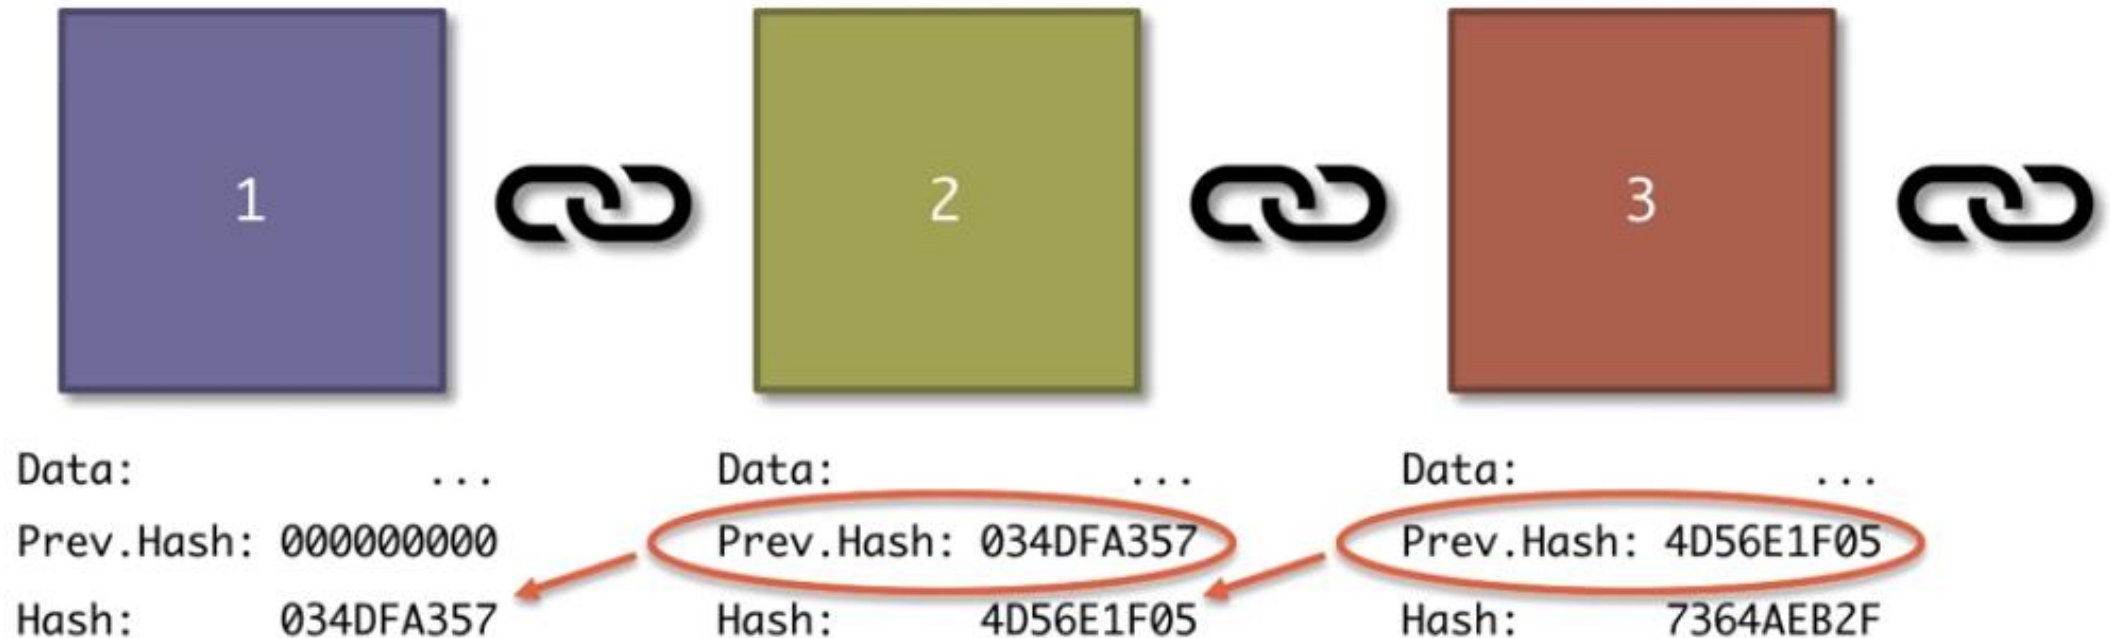 1
2
3
Data: ...
Prev.Hash: 000000000
Hash: 034DFA357
Data: ...
Prev.Hash: 034DFA357
Hash: 4D56E1F05
Data: ...
Prev.Hash: 4D56E1F05
Hash: 7364AEB2F